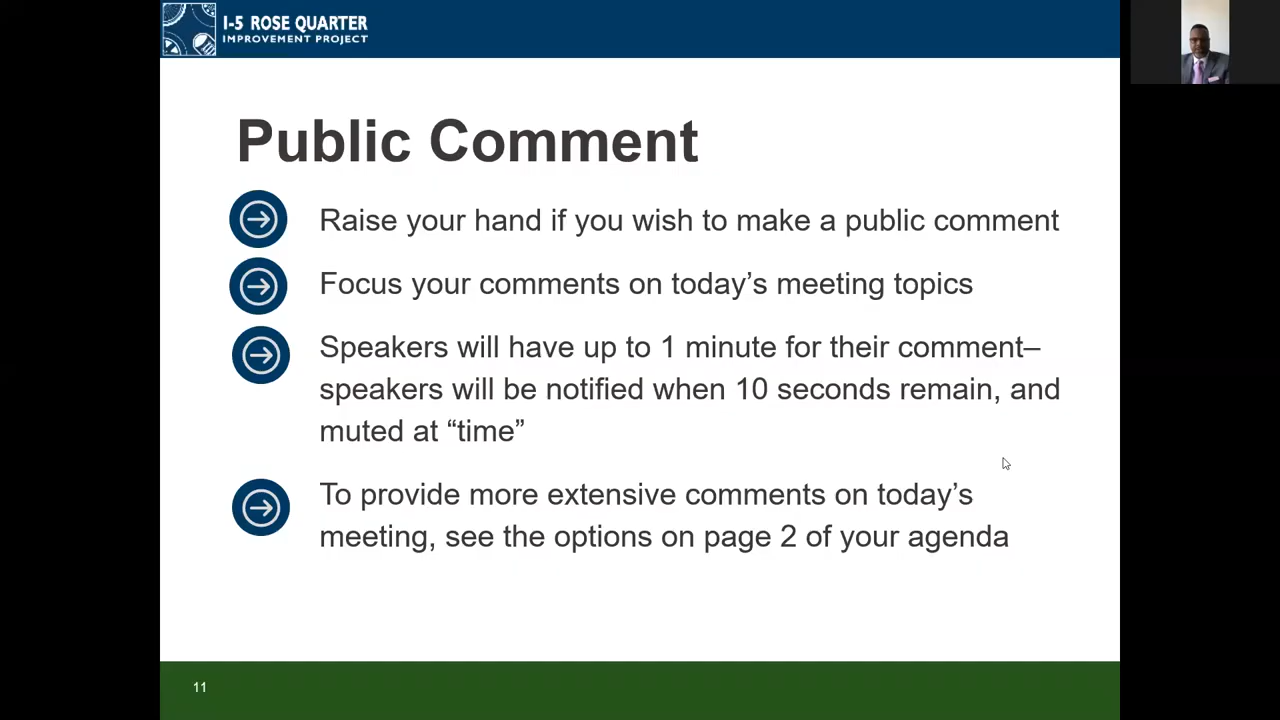 I-5 ROSE QUARTER
IMPROVEMENT PROJECT
Public Comment
Raise your hand if you wish to make a public comment
Focus your comments on today’s meeting topics
Speakers will have up to 1 minute for their comment–
speakers will be notified when 10 seconds remain, and
muted at “time”
To provide more extensive comments on today’s
meeting, see the options on page 2 of your agenda
11